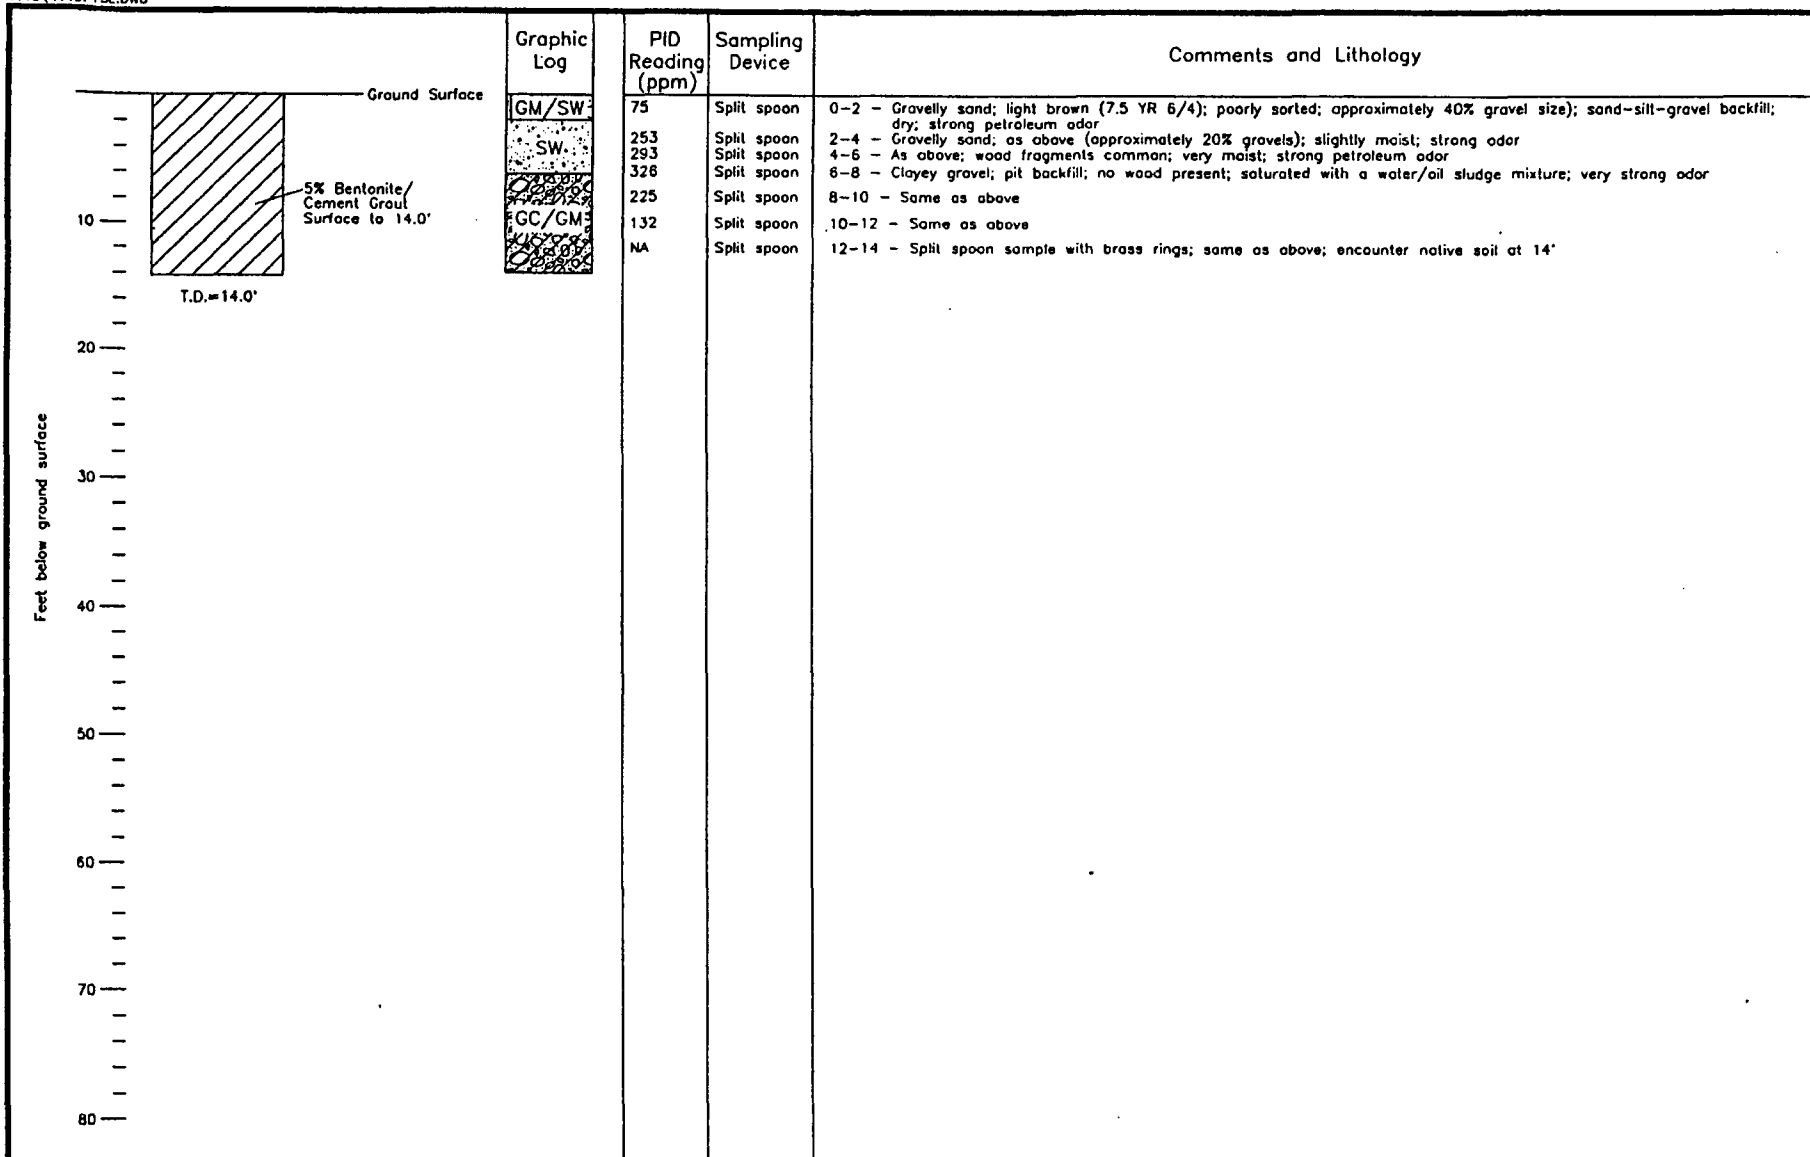 Graphic Log
PID Reading (ppm)
Sampling Device
Comments and Lithology
Ground Surface
GM/SW
75
Split spoon
0-2 - Gravelly sand; light brown (7.5 YR 6/4); poorly sorted; approximately 40% gravel size); sand-silt-gravel backfill;
dry; strong petroleum odor
SW
253
Split spoon
2-4 - Gravelly sand; as above (approximately 20% gravels); slightly moist; strong odor
293
Split spoon
4-6 - As above; wood fragments common; very moist; strong petroleum odor
326
Split spoon
6-8 - Clayey gravel; pit backfill; no wood present; saturated with a water/oil sludge mixture; very strong odor
5% Bentonite/
Cement Grout
Surface to 14.0'
225
Split spoon
8-10 - Same as above
10
GC/GM
132
Split spoon
10-12 - Same as above
NA
Split spoon
12-14 - Split spoon sample with brass rings; same as above; encounter native soil at 14'
T.D.=14.0'
20
30
40
50
60
70
80
Feet below ground surface